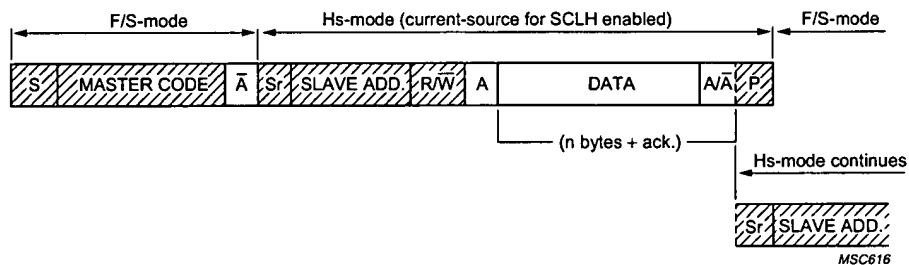 F/S-mode Hs-mode (current-source for SCLH enabled) F/S-mode
S MASTER CODE A̅ Sr SLAVE ADD. R/W̅ A DATA A/A̅ P
(n bytes + ack.)
Hs-mode continues
Sr SLAVE ADD.
MSC616